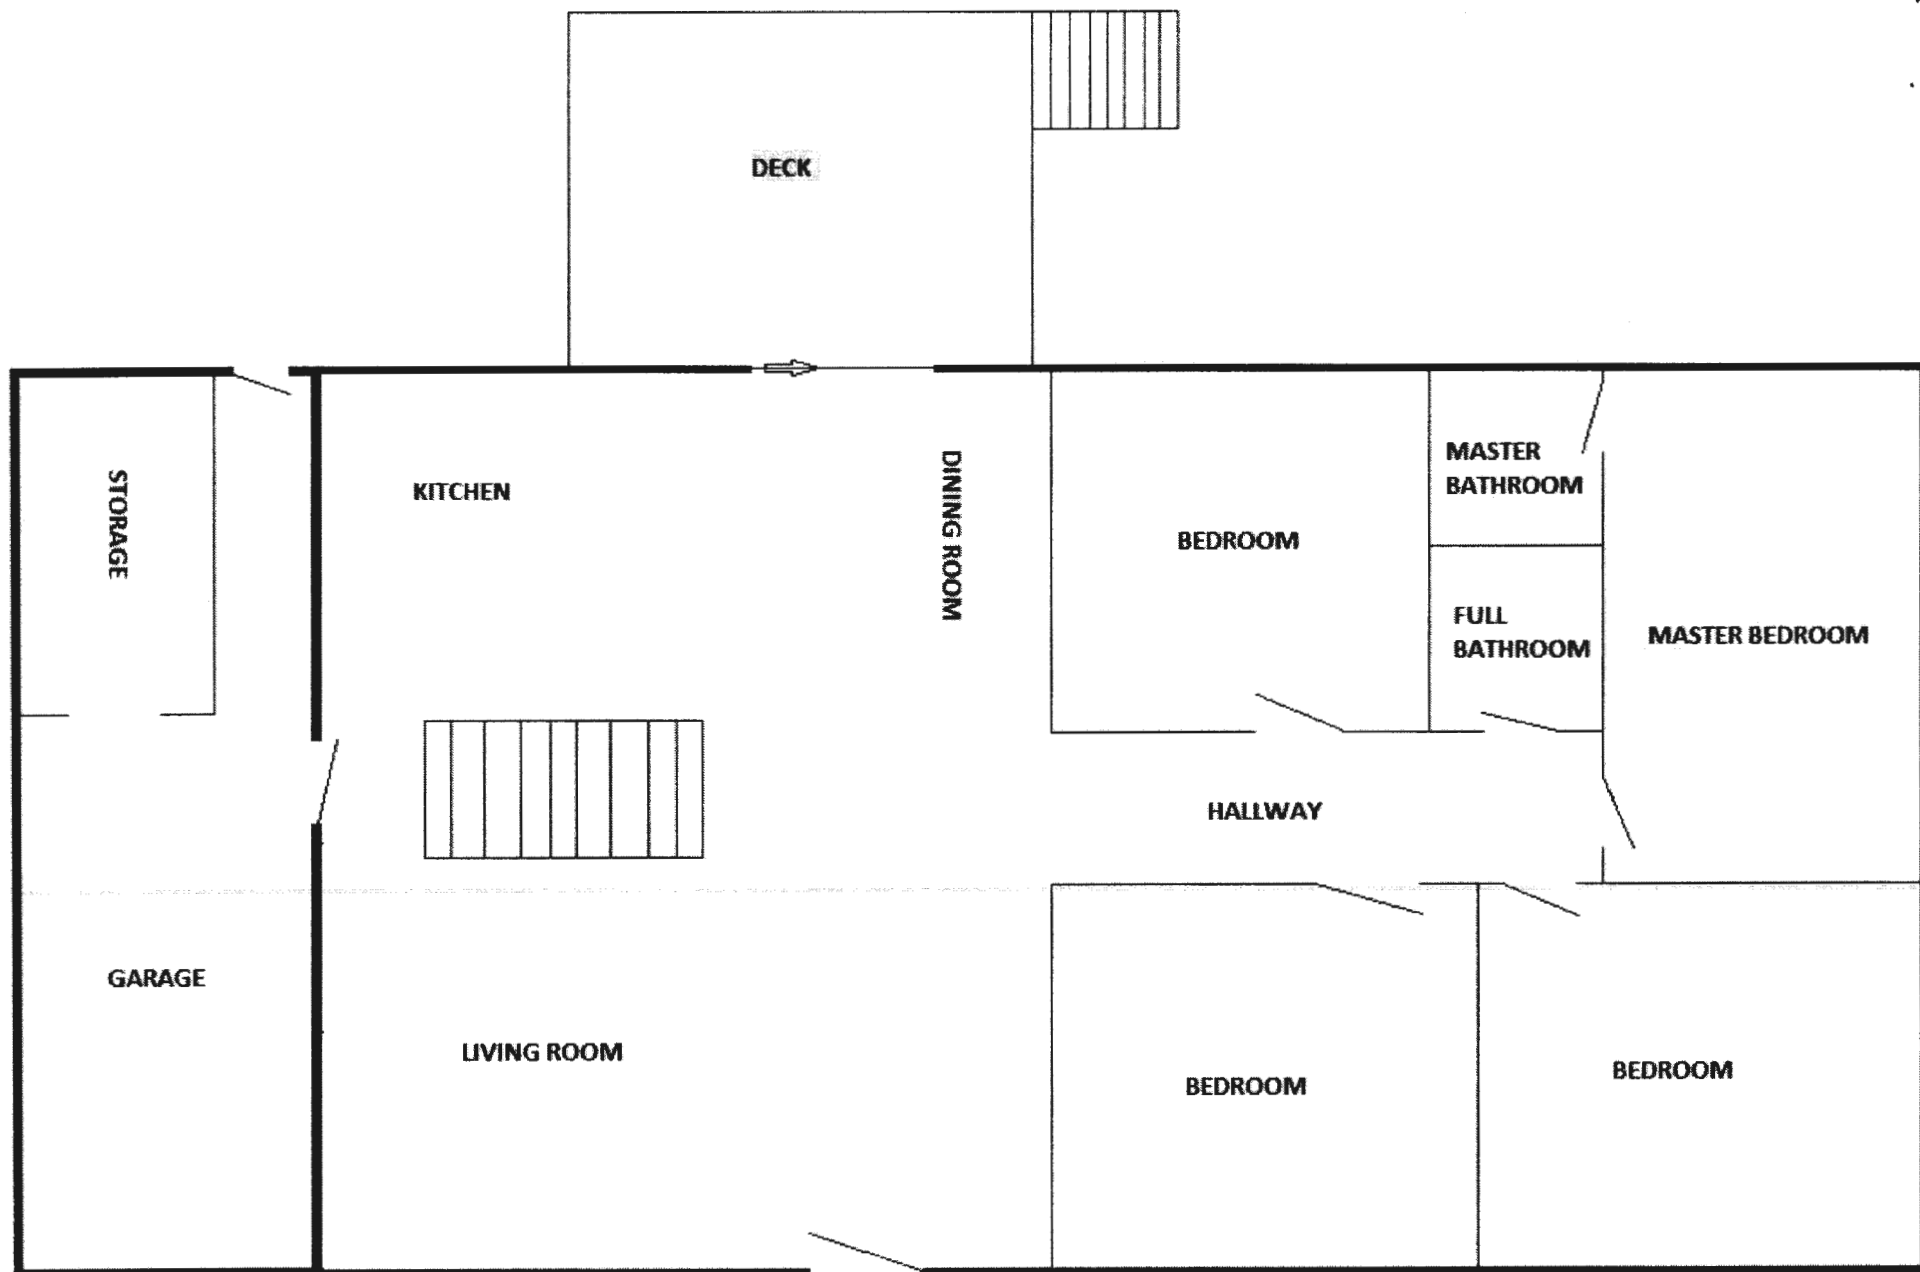 DECK
STORAGE
KITCHEN
DINING ROOM
BEDROOM
MASTER
BATHROOM
FULL
BATHROOM
MASTER BEDROOM
HALLWAY
GARAGE
LIVING ROOM
BEDROOM
BEDROOM